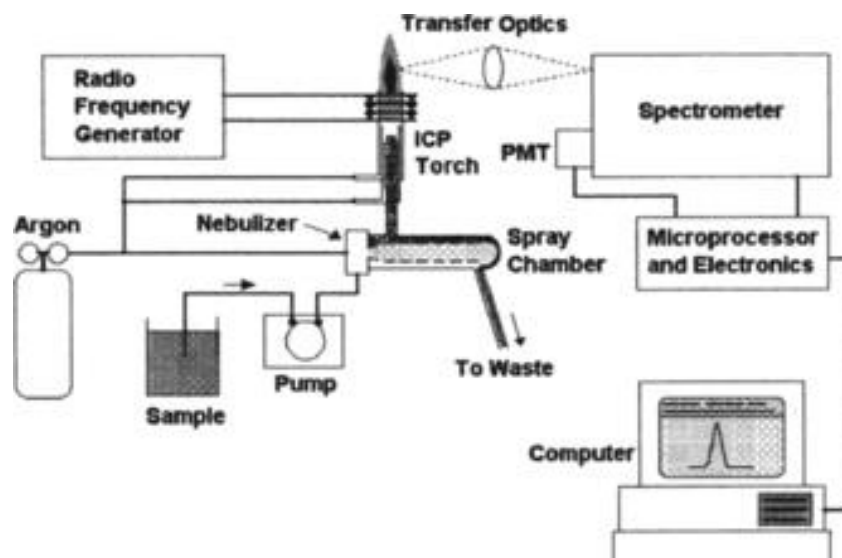 Transfer Optics
Radio
Frequency
Generator
Spectrometer
ICP
Torch
PMT
Argon
Nebulizer
Spray
Chamber
Microprocessor
and Electronics
To Waste
Pump
Sample
Computer